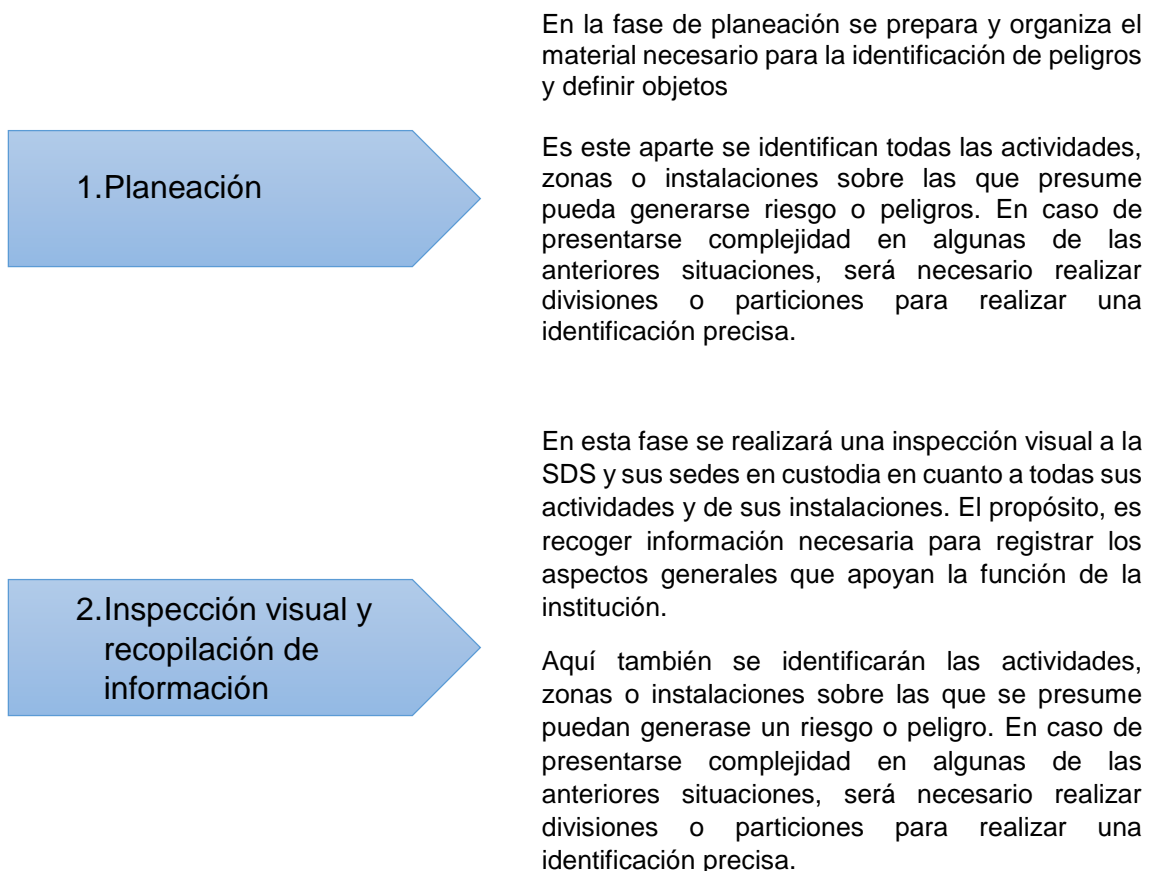 En la fase de planeación se prepara y organiza el
material necesario para la identificación de peligros
y definir objetos
1.Planeación
Es este aparte se identifican todas las actividades,
zonas o instalaciones sobre las que presume
pueda generarse riesgo o peligros. En caso de
presentarse complejidad en algunas de las
anteriores situaciones, será necesario realizar
divisiones o particiones para realizar una
identificación precisa.
En esta fase se realizará una inspección visual a la
SDS y sus sedes en custodia en cuanto a todas sus
actividades y de sus instalaciones. El propósito, es
recoger información necesaria para registrar los
aspectos generales que apoyan la función de la
institución.
2.Inspección visual y
recopilación de
información
Aquí también se identificarán las actividades,
zonas o instalaciones sobre las que se presume
puedan generase un riesgo o peligro. En caso de
presentarse complejidad en algunas de las
anteriores situaciones, será necesario realizar
divisiones o particiones para realizar una
identificación precisa.